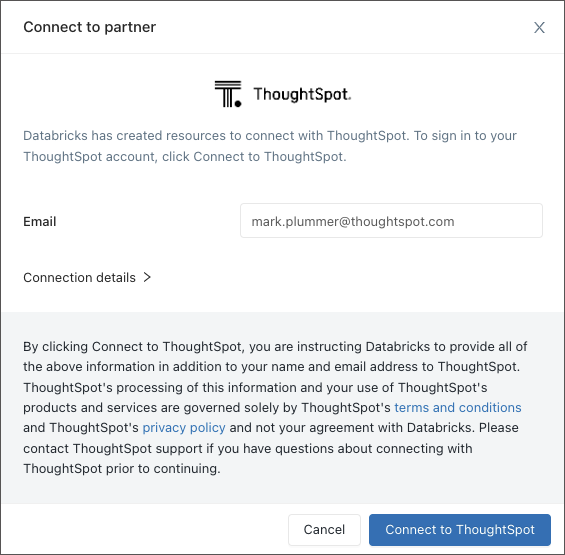 Connect to partner
X
ThoughtSpot.
Databricks has created resources to connect with ThoughtSpot. To sign in to your
ThoughtSpot account, click Connect to ThoughtSpot.
Email
mark.plummer@thoughtspot.com
Connection details >
By clicking Connect to ThoughtSpot, you are instructing Databricks to provide all of
the above information in addition to your name and email address to ThoughtSpot.
ThoughtSpot's processing of this information and your use of ThoughtSpot's
products and services are governed solely by ThoughtSpot's terms and conditions
and ThoughtSpot's privacy policy and not your agreement with Databricks. Please
contact ThoughtSpot support if you have questions about connecting with
ThoughtSpot prior to continuing.
Cancel
Connect to ThoughtSpot